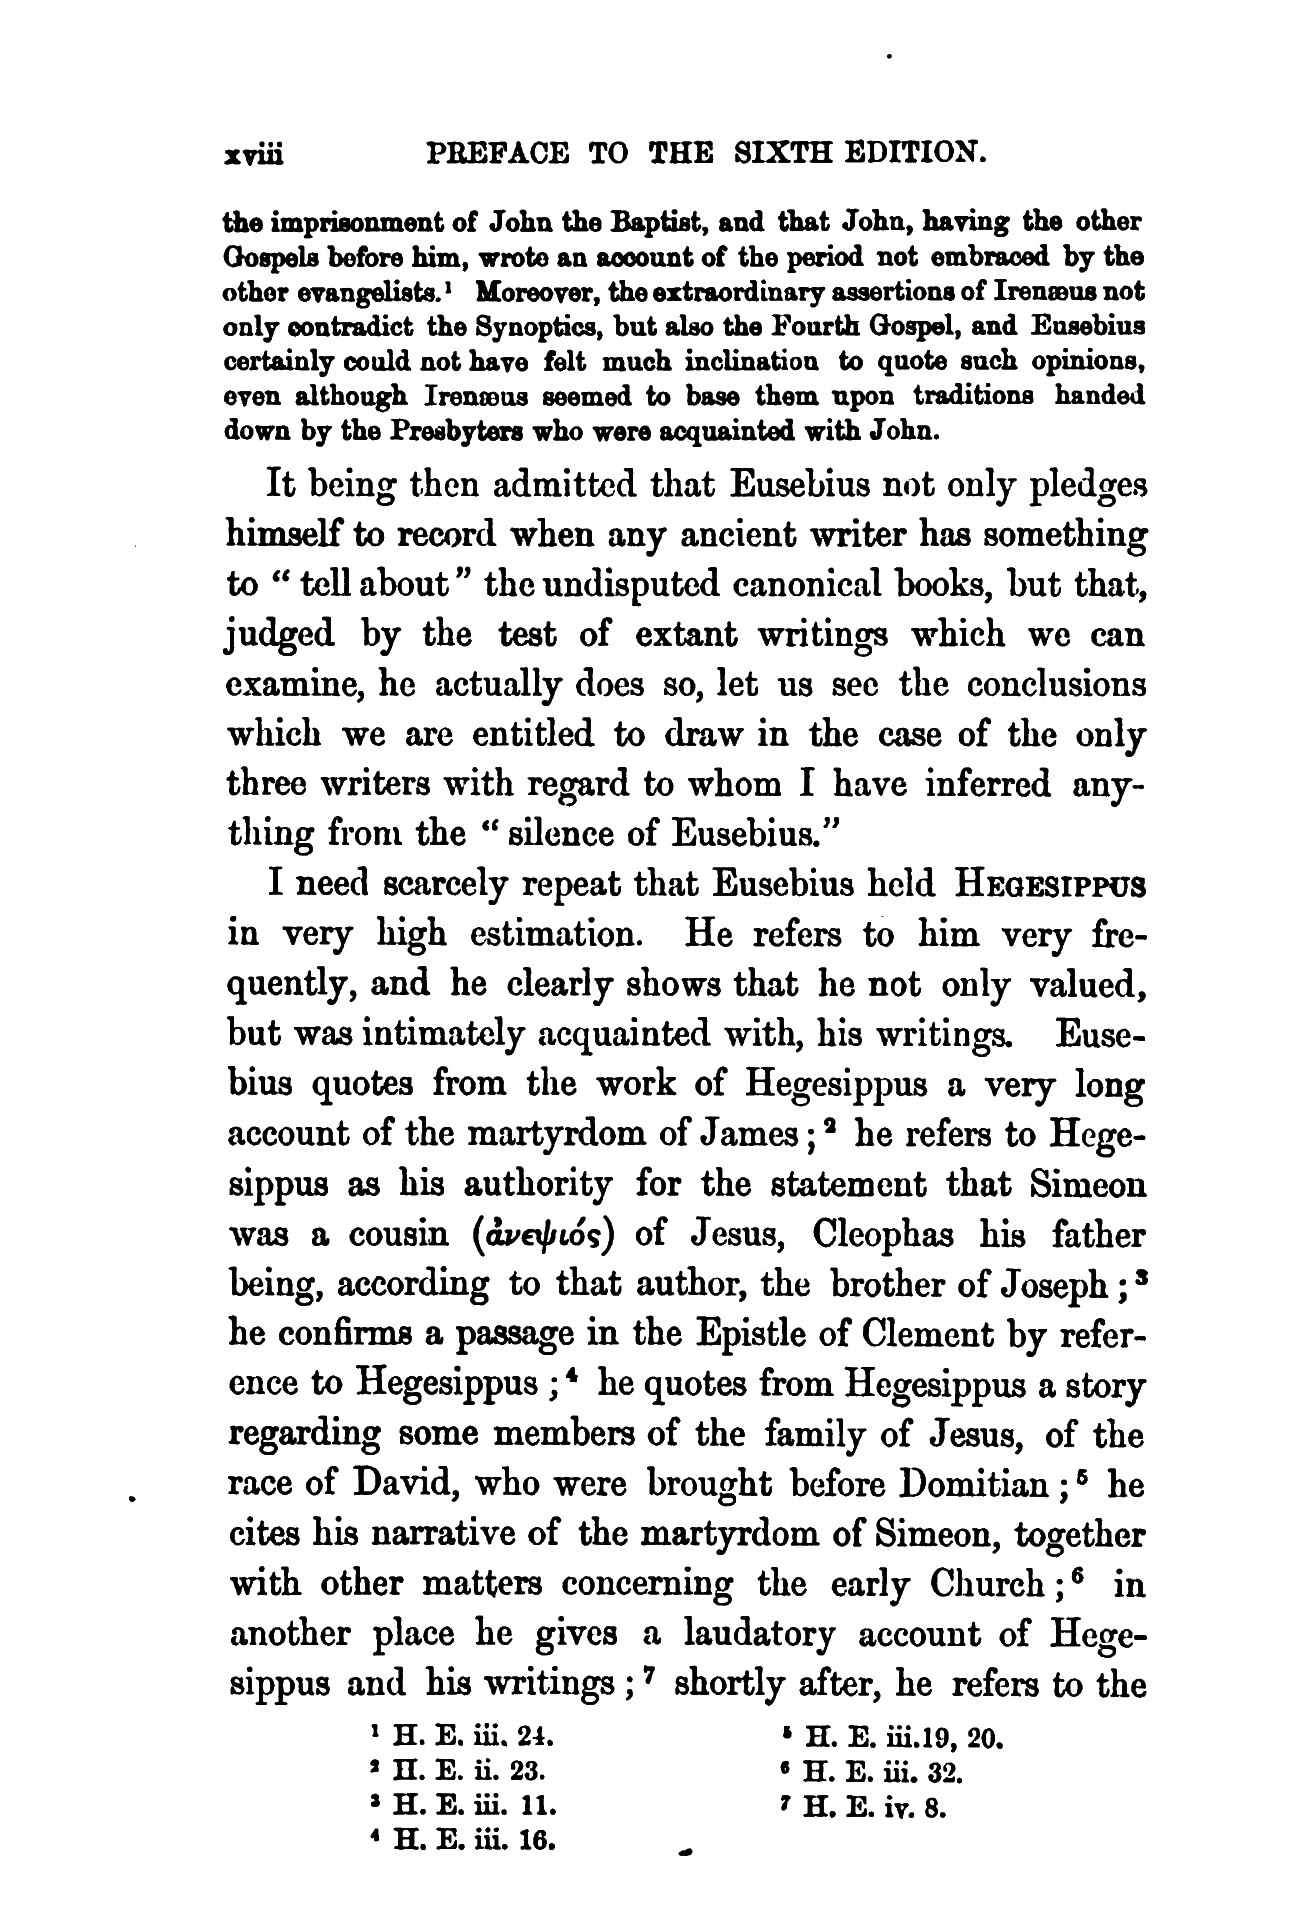 xviii PREFACE TO THE SIXTH EDITION.
the imprisonment of John the Baptist, and that John, having the other
Gospels before him, wrote an account of the period not embraced by the
other evangelists.¹ Moreover, the extraordinary assertions of Irenæus not
only contradict the Synoptics, but also the Fourth Gospel, and Eusebius
certainly could not have felt much inclination to quote such opinions,
even although Irenæus seemed to base them upon traditions handed
down by the Presbyters who were acquainted with John.
It being then admitted that Eusebius not only pledges
himself to record when any ancient writer has something
to “ tell about” the undisputed canonical books, but that,
judged by the test of extant writings which we can
examine, he actually does so, let us see the conclusions
which we are entitled to draw in the case of the only
three writers with regard to whom I have inferred any-
thing from the “ silence of Eusebius.”
I need scarcely repeat that Eusebius held HEGESIPPUS
in very high estimation. He refers to him very fre-
quently, and he clearly shows that he not only valued,
but was intimately acquainted with, his writings. Euse-
bius quotes from the work of Hegesippus a very long
account of the martyrdom of James ;² he refers to Hege-
sippus as his authority for the statement that Simeon
was a cousin (ἀνεψιός) of Jesus, Cleophas his father
being, according to that author, the brother of Joseph ;³
he confirms a passage in the Epistle of Clement by refer-
ence to Hegesippus ;⁴ he quotes from Hegesippus a story
regarding some members of the family of Jesus, of the
race of David, who were brought before Domitian ;⁵ he
cites his narrative of the martyrdom of Simeon, together
with other matters concerning the early Church ;⁶ in
another place he gives a laudatory account of Hege-
sippus and his writings ;⁷ shortly after, he refers to the
¹ H. E. iii. 24.
² H. E. ii. 23.
³ H. E. iii. 11.
⁴ H. E. iii. 16.
⁵ H. E. iii.19, 20.
⁶ H. E. iii. 32.
⁷ H. E. iv. 8.